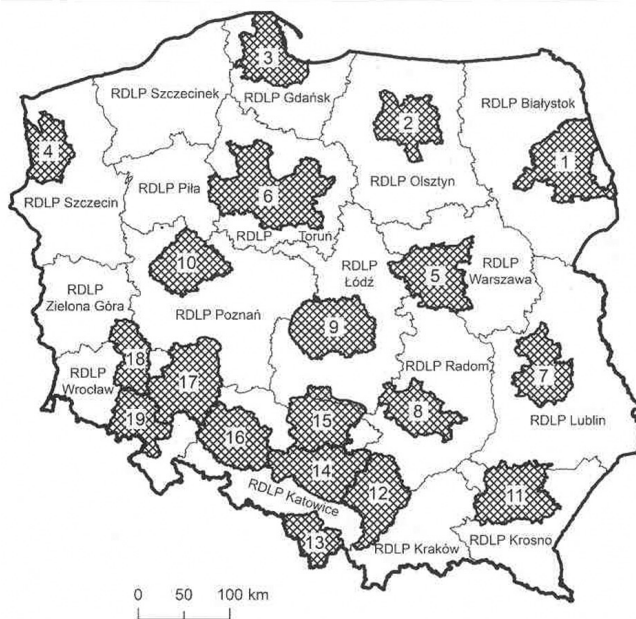 3
RDLP Szczecinek
RDLP Gdańsk
RDLP Białystok
2
4
1
RDLP Piła
RDLP Olsztyn
6
RDLP Szczecin
RDLP Toruń
10
RDLP
Łódź
5
RDLP
Warszawa
RDLP
Zielona Góra
RDLP Poznań
9
18
RDLP
Wrocław
17
RDLP Radom
7
19
15
8
RDLP Lublin
16
14
12
11
RDLP Katowice
13
RDLP Kraków
RDLP Krosno
0 50 100 km